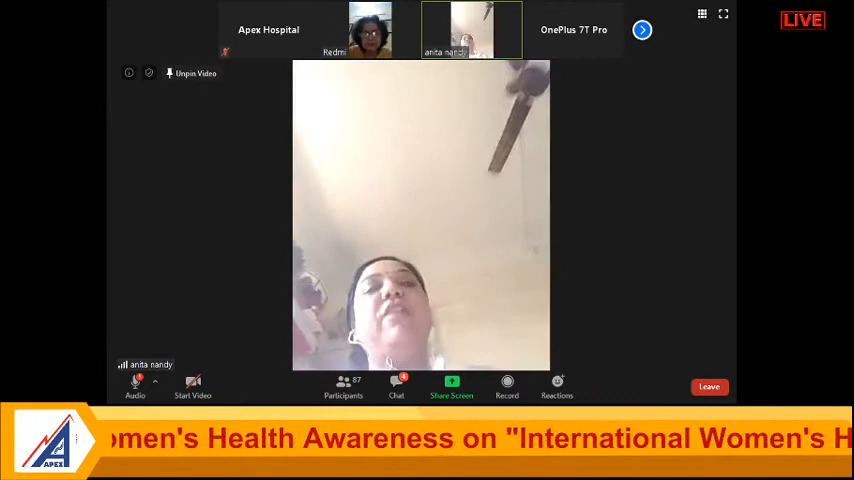 Apex Hospital
Redmi
anita nandy
OnePlus 7T Pro
LIVE
Unpin Video
anita nandy
Audio
Start Video
87
Participants
4
Chat
Share Screen
Record
Reactions
Leave
APEX
omen's Health Awareness on "International Women's H